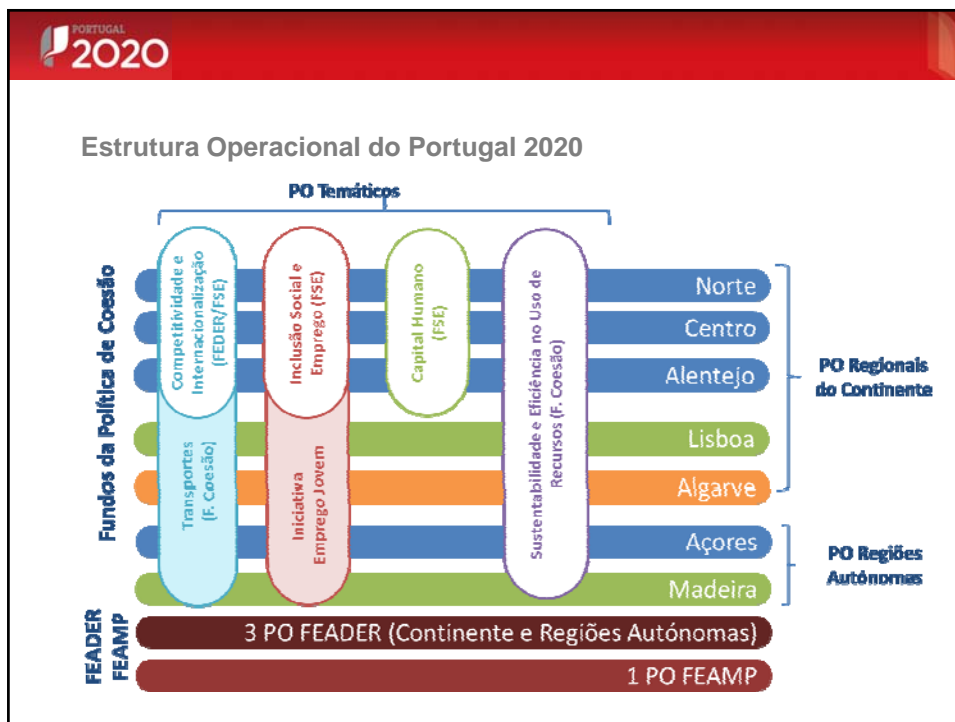 PORTUGAL
2020
Estrutura Operacional do Portugal 2020
PO Temáticos
Fundos da Política de Coesão
Competitividade e
Internacionalização
(FEDER/FSE)
Transportes
(F. Coesão)
Inclusão Social e
Emprego (FSE)
Iniciativa
Emprego Jovem
Capital Humano
(FSE)
Sustentabilidade e Eficiência no Uso de
Recursos (F. Coesão)
Norte
Centro
Alentejo
Lisboa
Algarve
Açores
Madeira
PO Regionais
do Continente
PO Regiões
Autónomas
FEADER
FEAMP
3 PO FEADER (Continente e Regiões Autónomas)
1 PO FEAMP